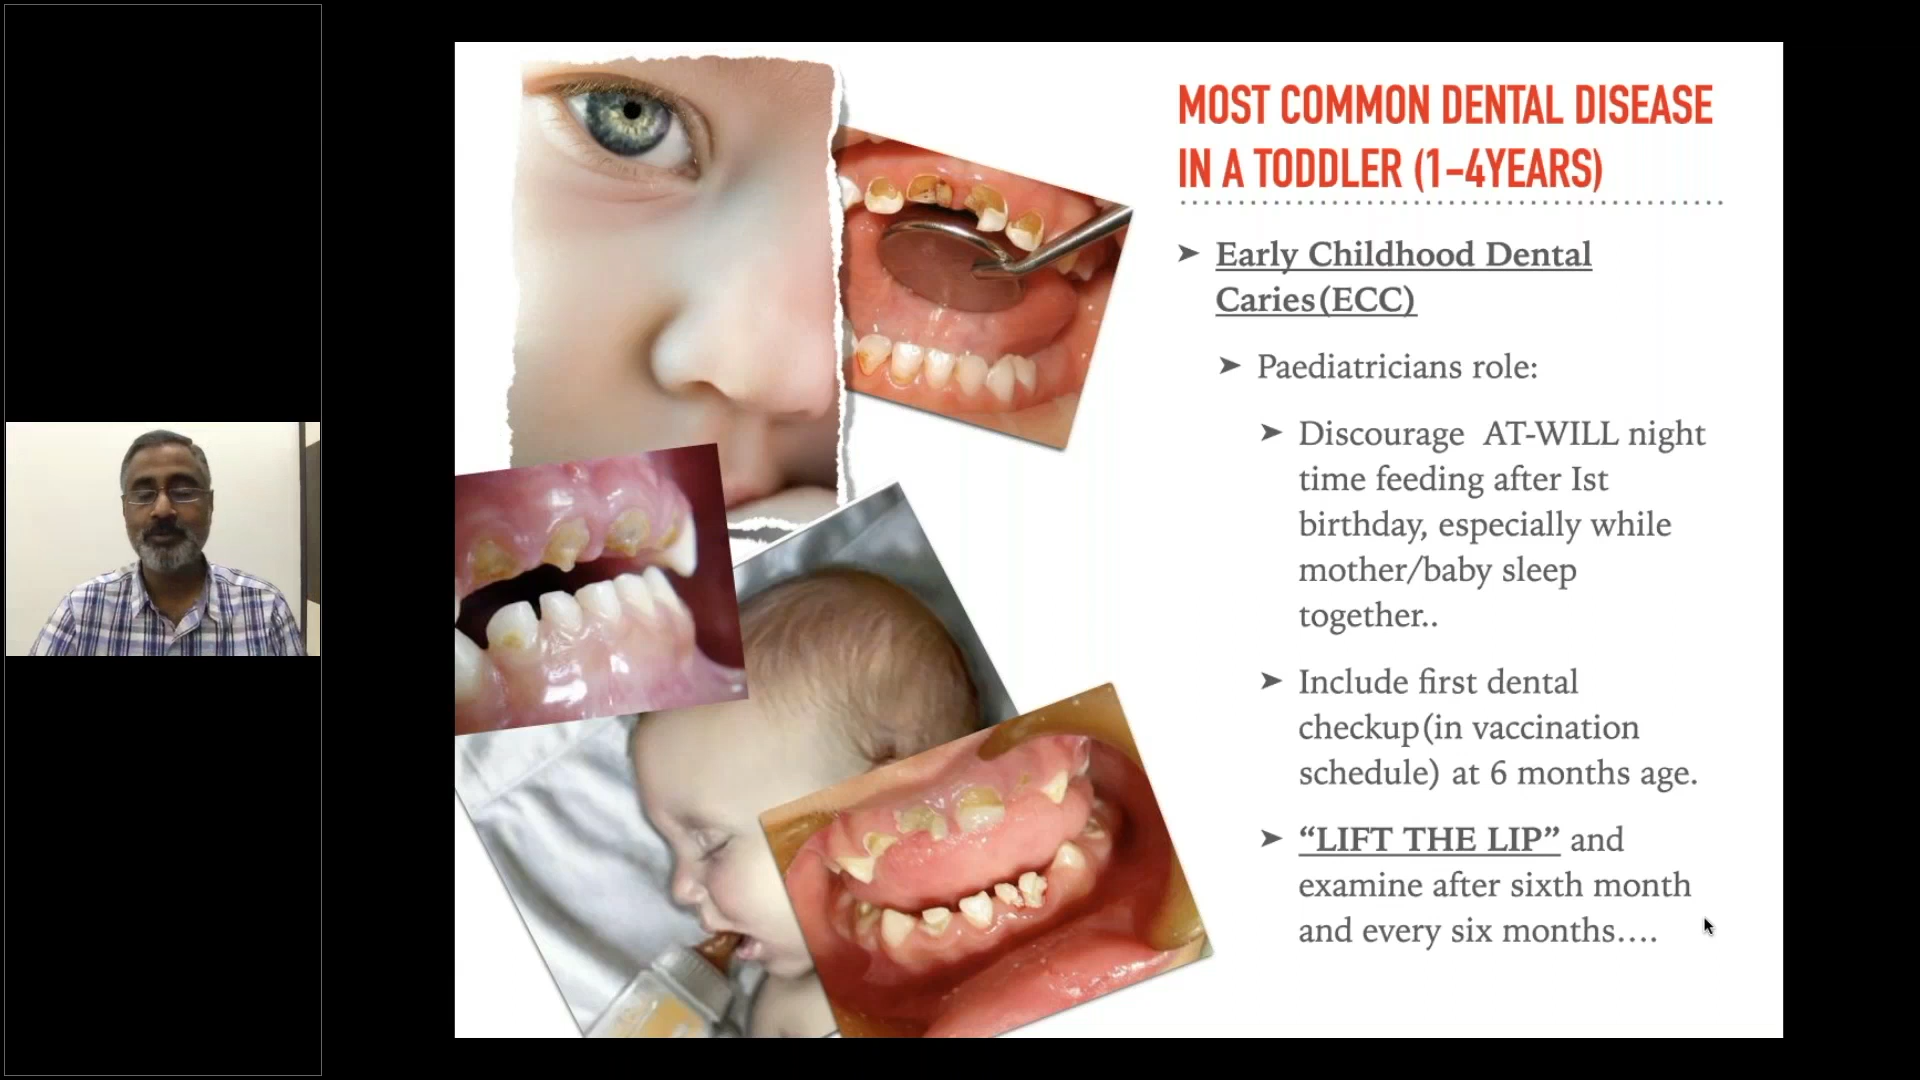 MOST COMMON DENTAL DISEASE
IN A TODDLER (1-4YEARS)
➤ Early Childhood Dental
Caries(ECC)
➤ Paediatricians role:
➤ Discourage AT-WILL night
time feeding after Ist
birthday, especially while
mother/baby sleep
together..
➤ Include first dental
checkup(in vaccination
schedule) at 6 months age.
➤ “LIFT THE LIP” and
examine after sixth month
and every six months....